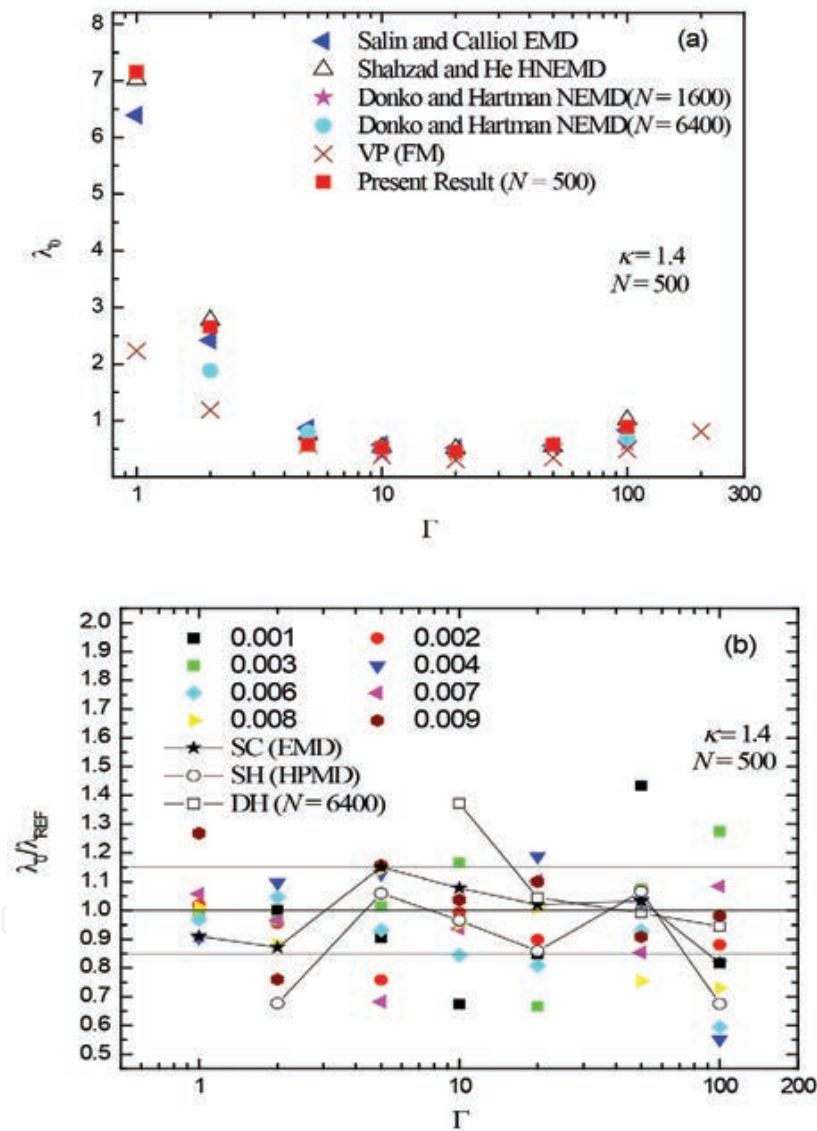 (a)
Salin and Calliol EMD
Shahzad and He HNEMD
Donko and Hartman NEMD(N = 1600)
Donko and Hartman NEMD(N = 6400)
VP (FM)
Present Result (N = 500)
κ= 1.4
N = 500
8
7
6
5
4
3
2
1
λ0
1
10
100
300
Γ
(b)
0.001
0.002
0.003
0.004
0.006
0.007
0.008
0.009
SC (EMD)
SH (HPMD)
DH (N = 6400)
κ= 1.4
N = 500
2.0
1.9
1.8
1.7
1.6
1.5
1.4
1.3
1.2
1.1
1.0
0.9
0.8
0.7
0.6
0.5
λ0/λREF
1
10
100
200
Γ